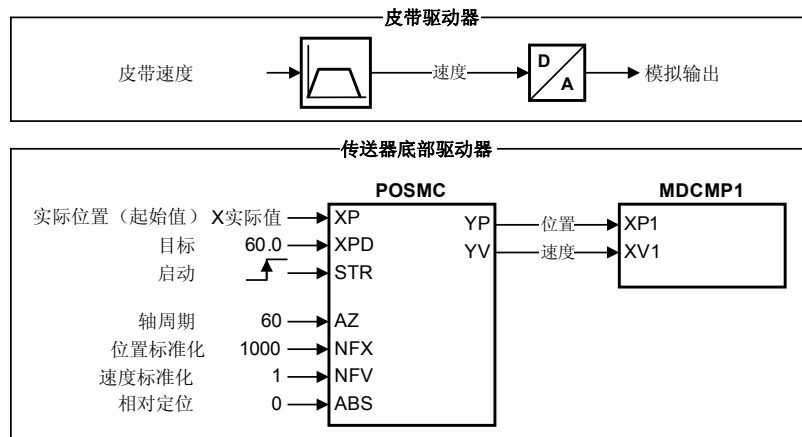 皮带驱动器
皮带速度
速度
D
A
模拟输出
传送器底部驱动器
POSMC
MDCMP1
实际位置（起始值） X实际值 XP
YP 位置 XP1
目标 60.0 XPD
YV 速度 XV1
启动 STR
轴周期 60 AZ
位置标准化 1000 NFX
速度标准化 1 NFV
相对定位 0 ABS